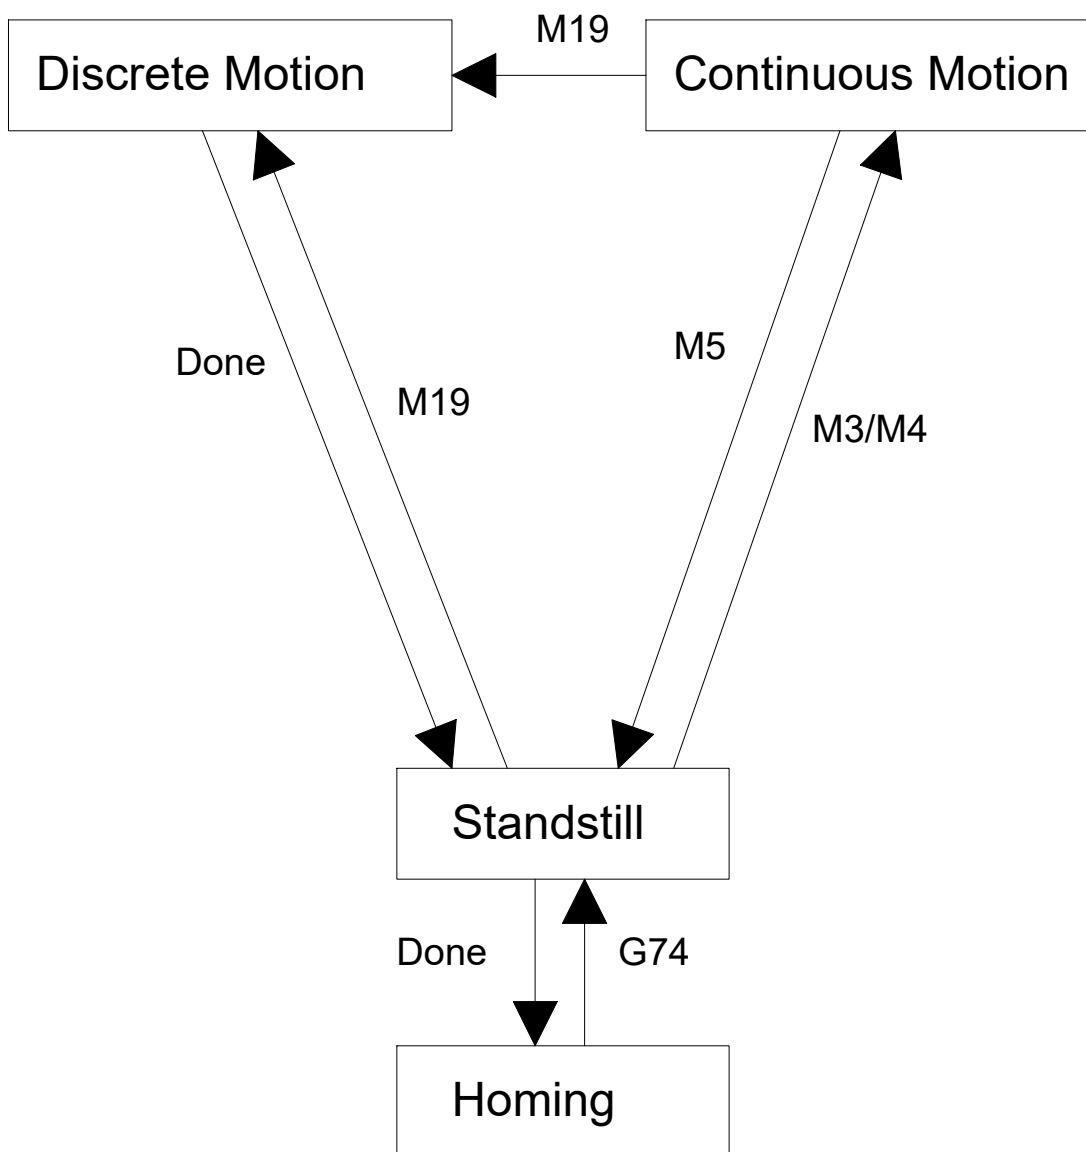 M19
Discrete Motion
Continuous Motion
Done
M5
M19
M3/M4
Standstill
Done
G74
Homing